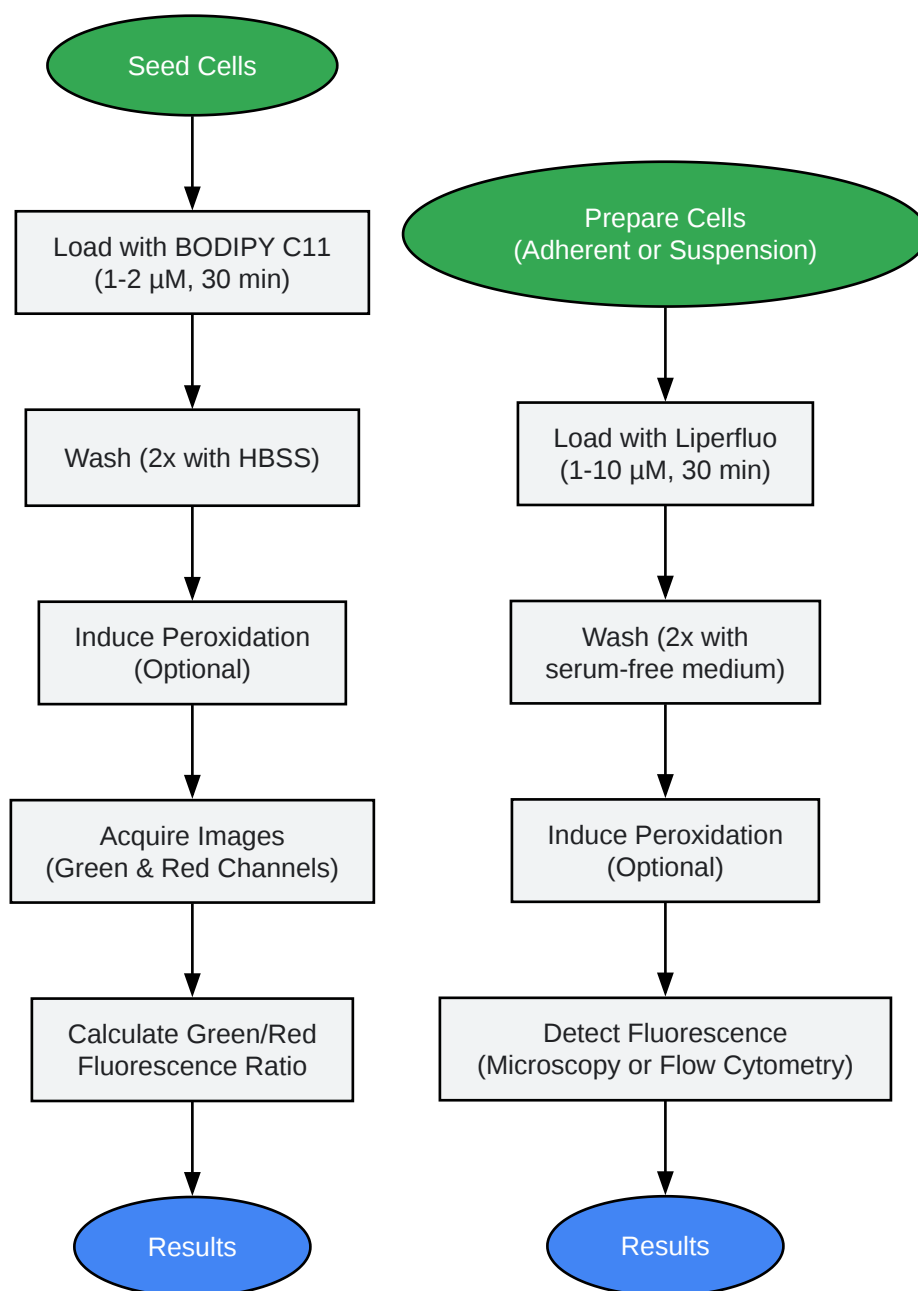 Seed Cells
Load with BODIPY C11
(1-2 µM, 30 min)
Wash (2x with HBSS)
Induce Peroxidation
(Optional)
Acquire Images
(Green & Red Channels)
Calculate Green/Red
Fluorescence Ratio
Results
Prepare Cells
(Adherent or Suspension)
Load with Liperfluo
(1-10 µM, 30 min)
Wash (2x with
serum-free medium)
Induce Peroxidation
(Optional)
Detect Fluorescence
(Microscopy or Flow Cytometry)
Results